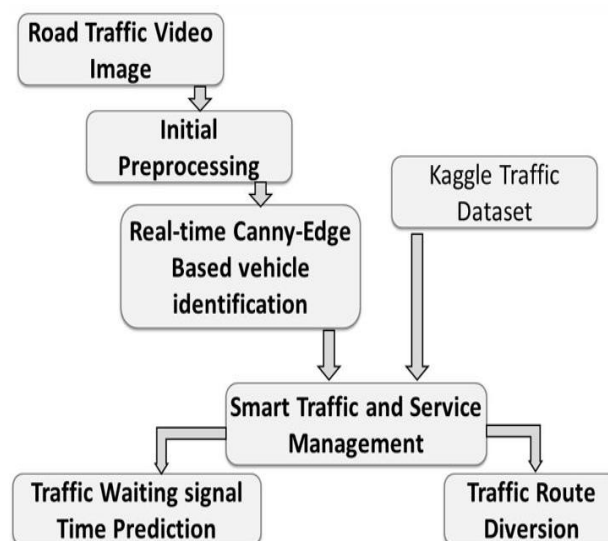 Road Traffic Video
Image
Initial
Preprocessing
Kaggle Traffic
Dataset
Real-time Canny-Edge
Based vehicle
identification
Smart Traffic and Service
Management
Traffic Waiting signal
Time Prediction
Traffic Route
Diversion